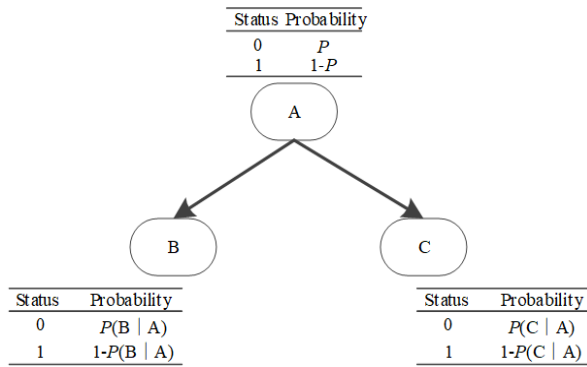 Status Probability
0 P
1 1-P
A
B
C
Status Probability
0 P(B | A)
1 1-P(B | A)
Status Probability
0 P(C | A)
1 1-P(C | A)